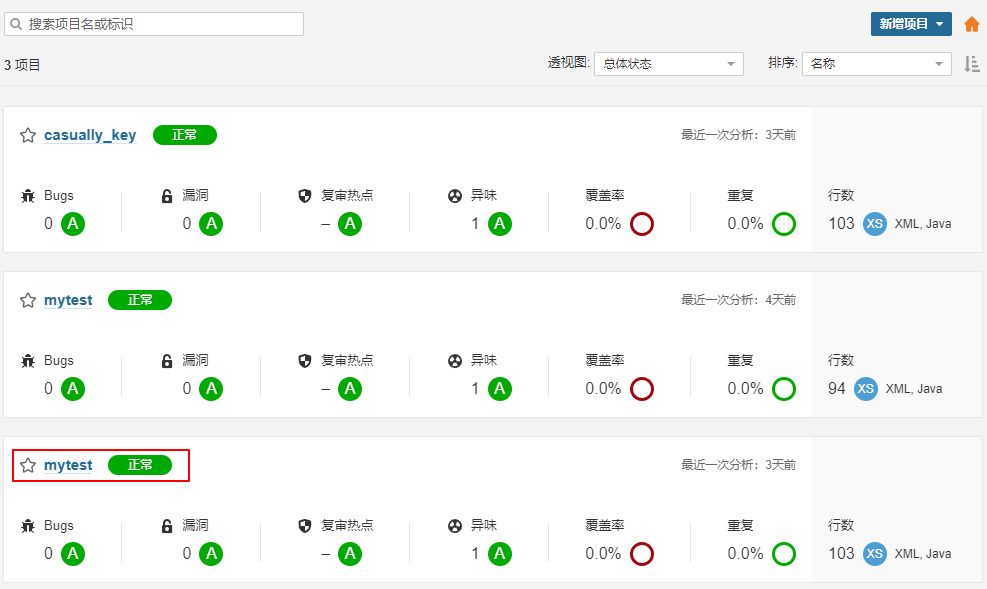 搜索项目名或标识 新增项目
3 项目 透视图: 总体状态 排序: 名称
casually_key 正常 最近一次分析: 3天前
Bugs 漏洞 复审热点 异味 覆盖率 重复 行数
0 A 0 A – A 1 A 0.0% 0.0% 103 XS XML, Java
mytest 正常 最近一次分析: 4天前
Bugs 漏洞 复审热点 异味 覆盖率 重复 行数
0 A 0 A – A 1 A 0.0% 0.0% 94 XS XML, Java
mytest 正常 最近一次分析: 3天前
Bugs 漏洞 复审热点 异味 覆盖率 重复 行数
0 A 0 A – A 1 A 0.0% 0.0% 103 XS XML, Java